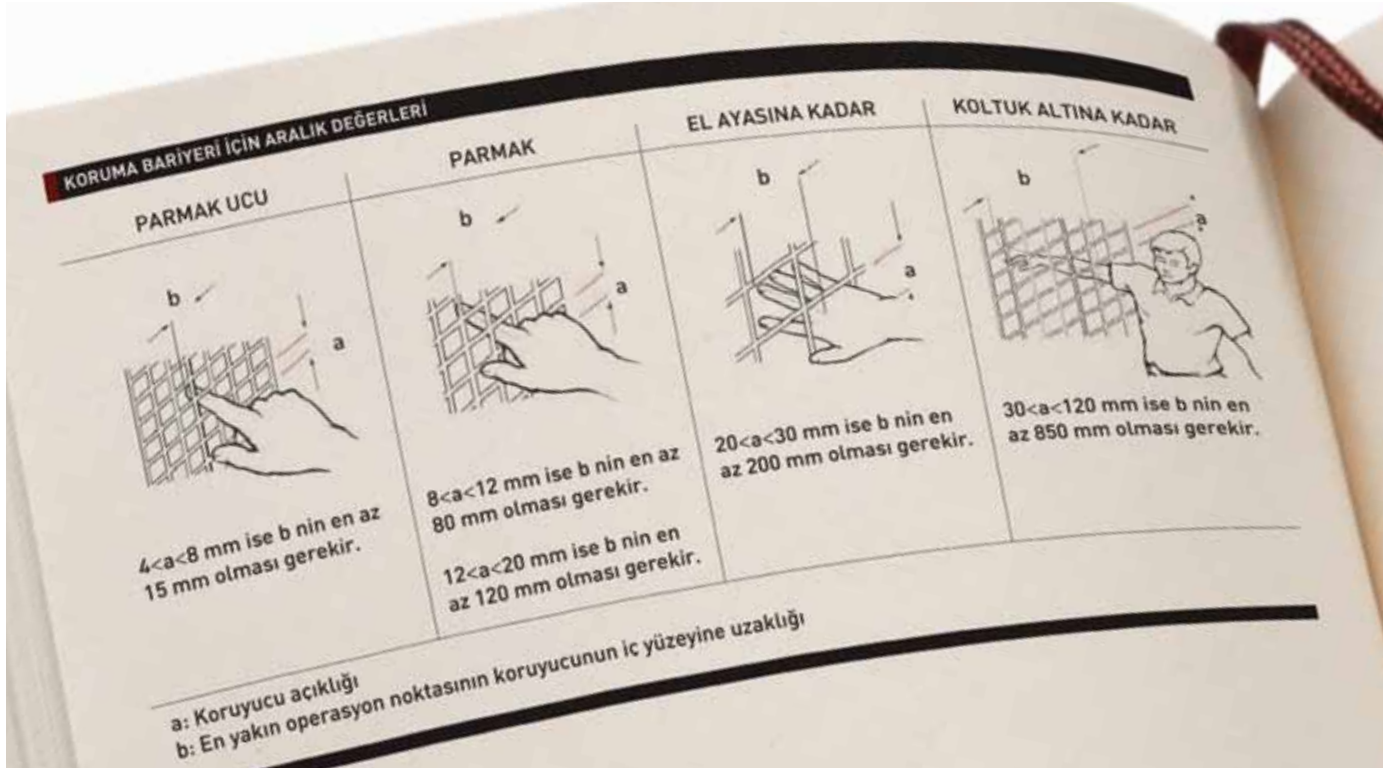 KORUMA BARİYERİ İÇİN ARALIK DEĞERLERİ
PARMAK UCU
b
a
4<a<8 mm ise b nin en az
15 mm olması gerekir.
PARMAK
b
a
8<a<12 mm ise b nin en az
80 mm olması gerekir.
12<a<20 mm ise b nin en
az 120 mm olması gerekir.
EL AYASINA KADAR
b
a
20<a<30 mm ise b nin en
az 200 mm olması gerekir.
KOLTUK ALTINA KADAR
b
a
30<a<120 mm ise b nin en
az 850 mm olması gerekir.
a: Koruyucu açıklığı
b: En yakın operasyon noktasının koruyucunun iç yüzeyine uzaklığı